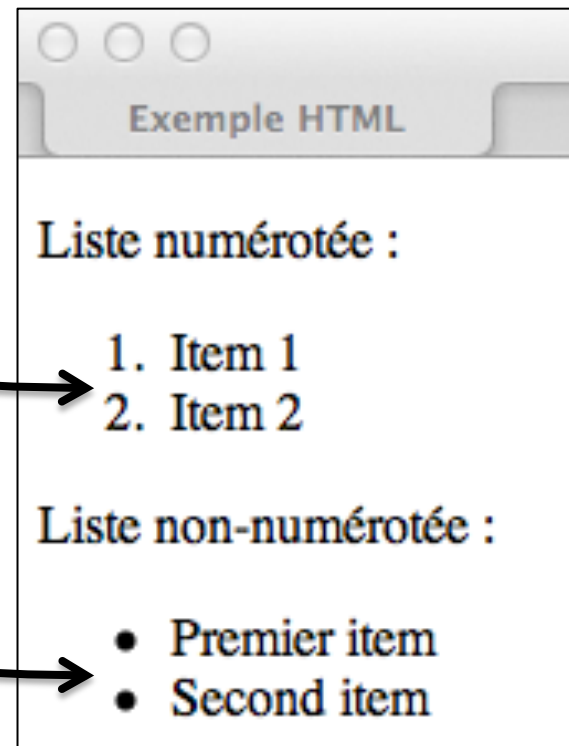 Exemple HTML
Liste numérotée :
1. Item 1
2. Item 2
Liste non-numérotée :
• Premier item
• Second item